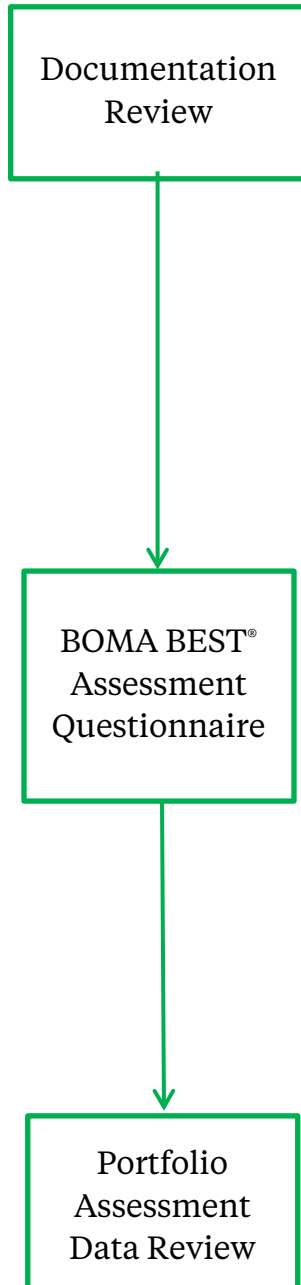 Documentation
Review
BOMA BEST®
Assessment
Questionnaire
Portfolio
Assessment
Data Review